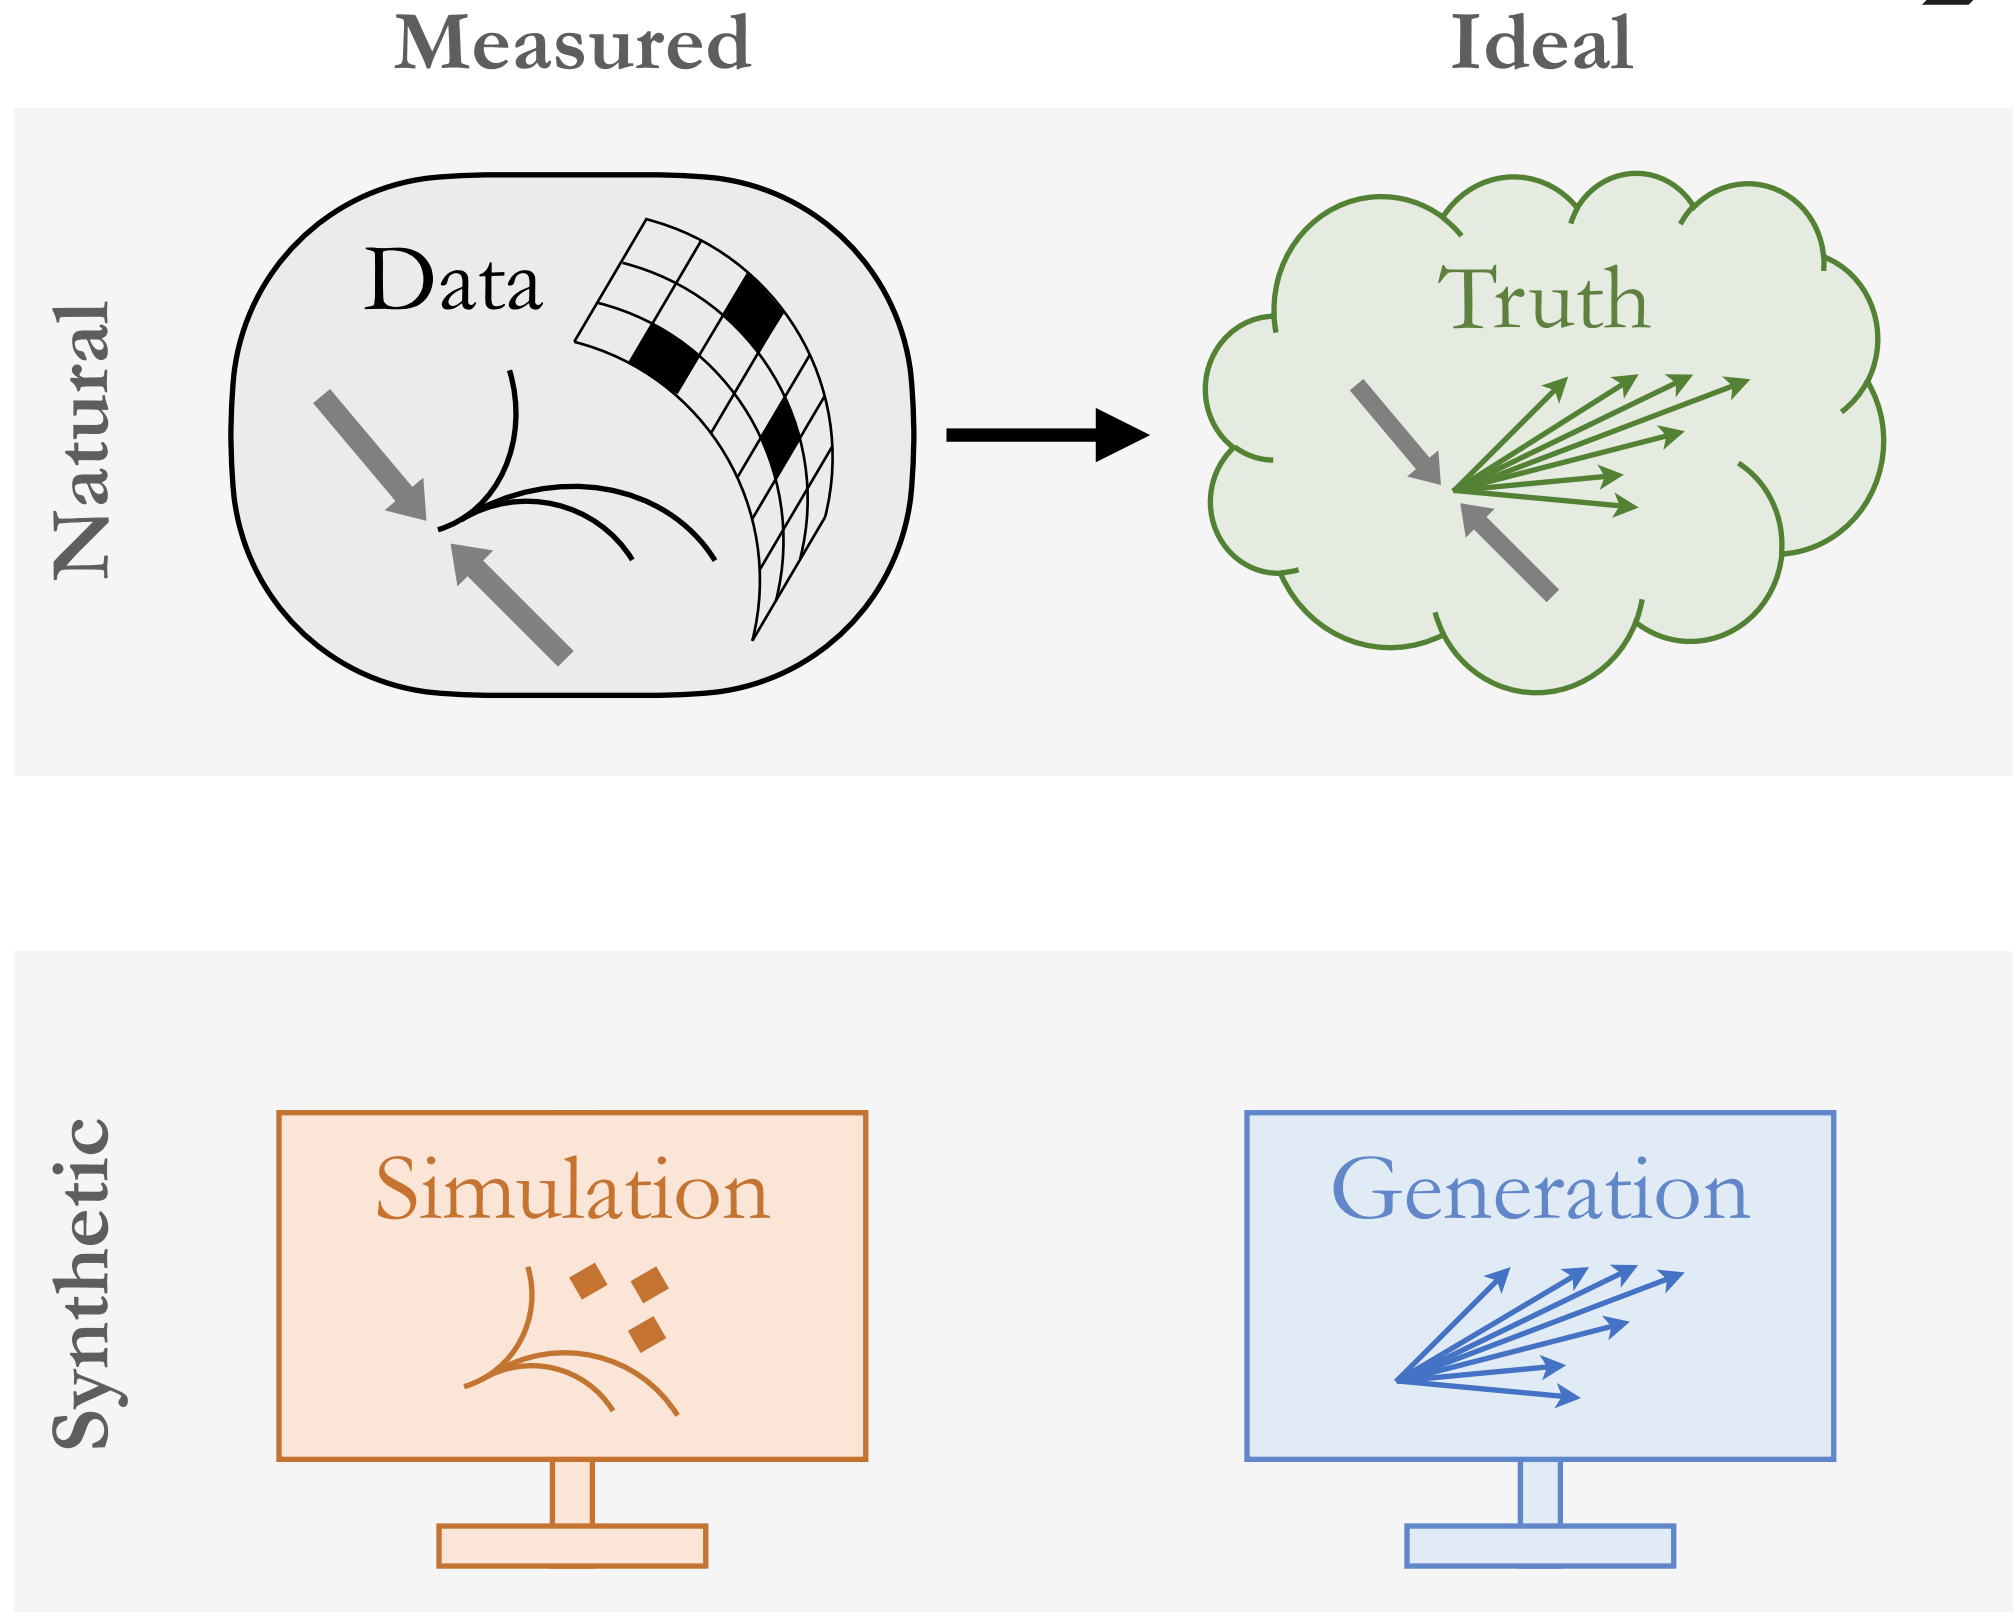 Measured
Ideal
Natural
Data
Truth
Synthetic
Simulation
Generation